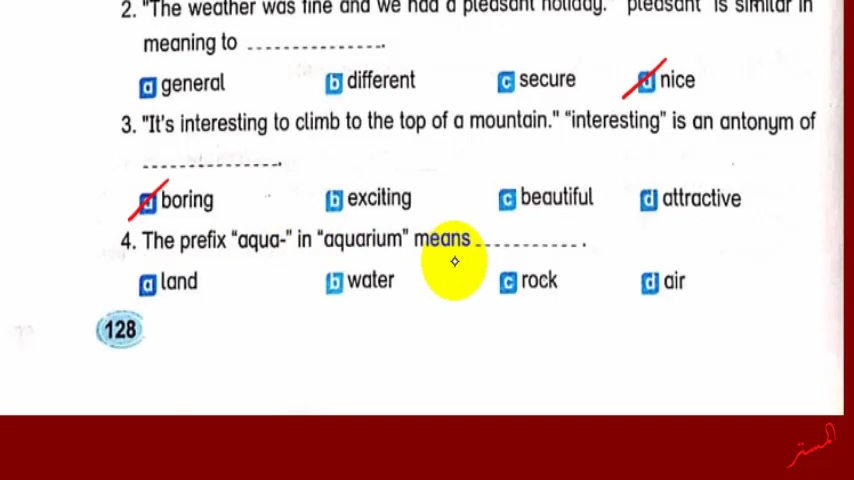 2. "The weather was fine and we had a pleasant holiday." "pleasant" is similar in
meaning to ................
a general b different c secure d nice
3. "It's interesting to climb to the top of a mountain." "interesting" is an antonym of
................
a boring b exciting c beautiful d attractive
4. The prefix "aqua-" in "aquarium" means ............ .
a land b water c rock d air
128
المستر